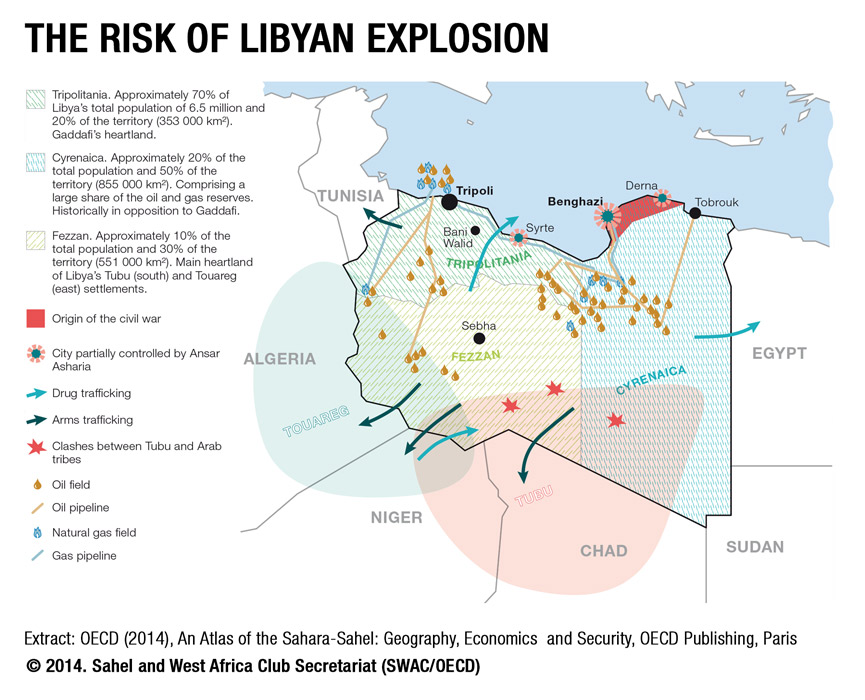 THE RISK OF LIBYAN EXPLOSION
Tripolitania. Approximately 70% of
Libya's total population of 6.5 million and
20% of the territory (353 000 km²).
Gaddafi's heartland.
Cyrenaica. Approximately 20% of the
total population and 50% of the
territory (855 000 km²). Comprising a
large share of the oil and gas reserves.
Historically in opposition to Gaddafi.
Fezzan. Approximately 10% of the
total population and 30% of the
territory (551 000 km²). Main heartland
of Libya's Tubu (south) and Touareg
(east) settlements.
Origin of the civil war
City partially controlled by Ansar
Asharia
Drug trafficking
Arms trafficking
Clashes between Tubu and Arab
tribes
Oil field
Oil pipeline
Natural gas field
Gas pipeline
TUNISIA
Tripoli
Benghazi
Derna
Tobrouk
Bani
Walid
Syrte
TRIPOLITANIA
Sebha
FEZZAN
CYRENAICA
ALGERIA
EGYPT
TOUAREG
TUBU
NIGER
CHAD
SUDAN
Extract: OECD (2014), An Atlas of the Sahara-Sahel: Geography, Economics and Security, OECD Publishing, Paris
© 2014. Sahel and West Africa Club Secretariat (SWAC/OECD)